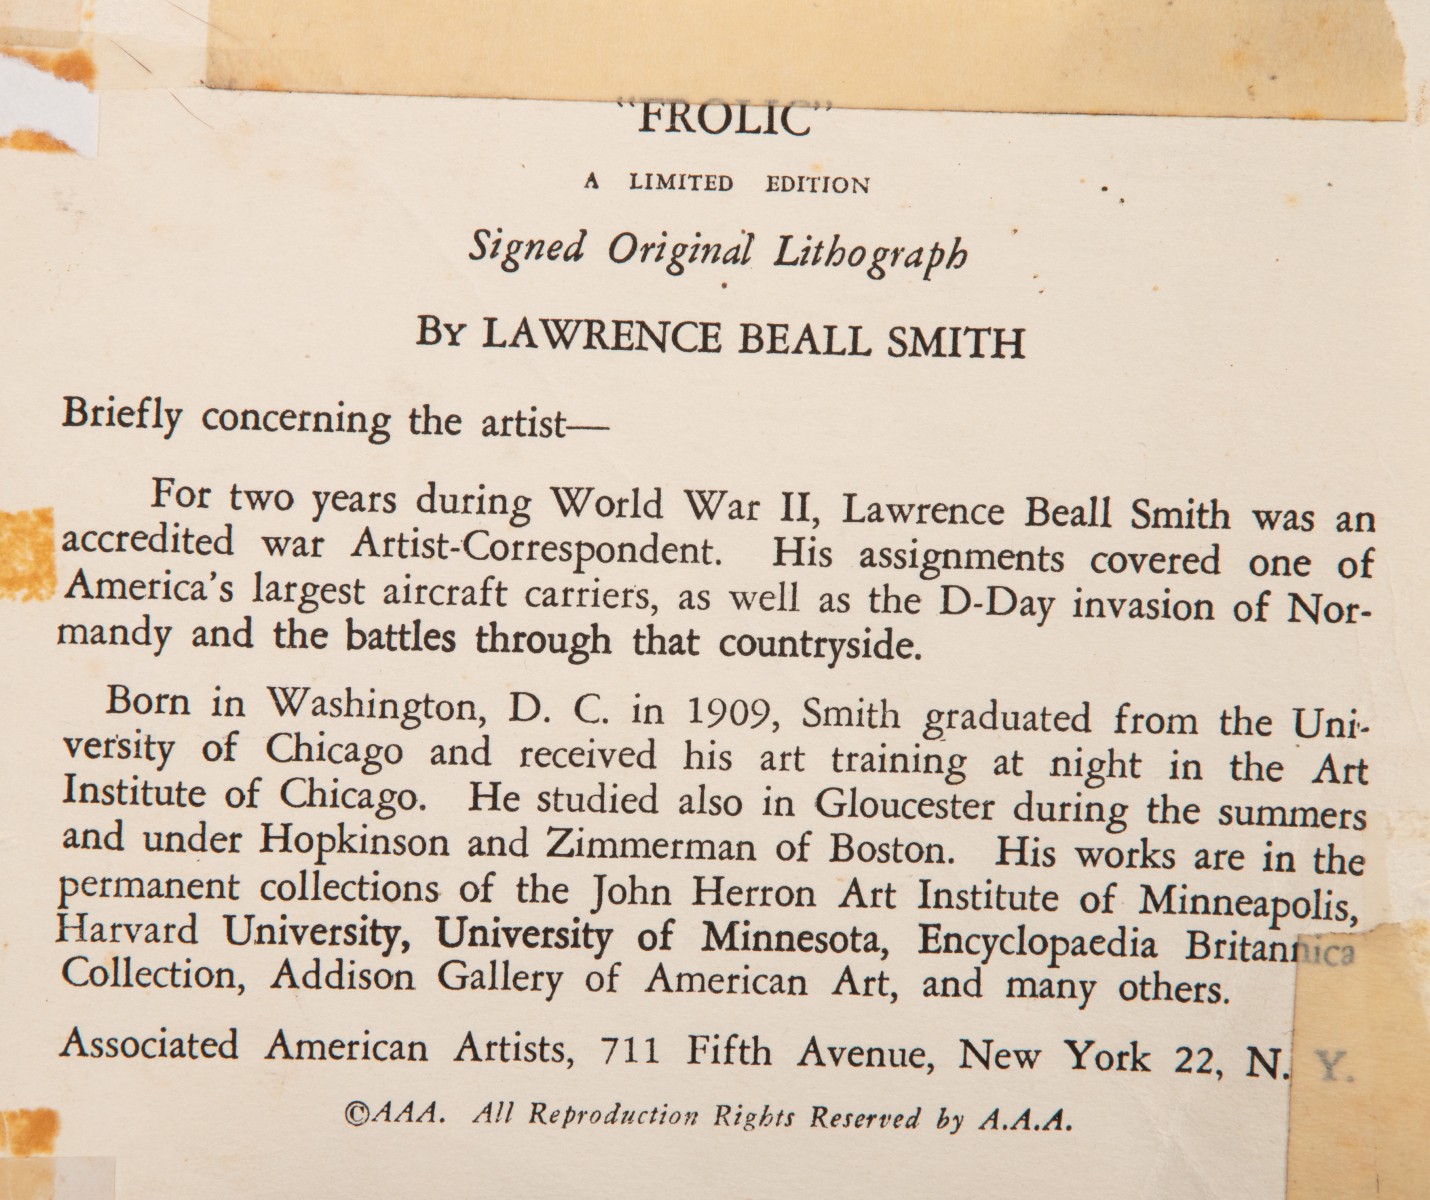 "FROLIC"
A LIMITED EDITION
Signed Original Lithograph
By LAWRENCE BEALL SMITH
Briefly concerning the artist—
For two years during World War II, Lawrence Beall Smith was an
accredited war Artist-Correspondent. His assignments covered one of
America's largest aircraft carriers, as well as the D-Day invasion of Nor-
mandy and the battles through that countryside.
Born in Washington, D. C. in 1909, Smith graduated from the Uni-
versity of Chicago and received his art training at night in the Art
Institute of Chicago. He studied also in Gloucester during the summers
and under Hopkinson and Zimmerman of Boston. His works are in the
permanent collections of the John Herron Art Institute of Minneapolis,
Harvard University, University of Minnesota, Encyclopaedia Britannica
Collection, Addison Gallery of American Art, and many others.
Associated American Artists, 711 Fifth Avenue, New York 22, N. Y.
©AAA. All Reproduction Rights Reserved by A.A.A.